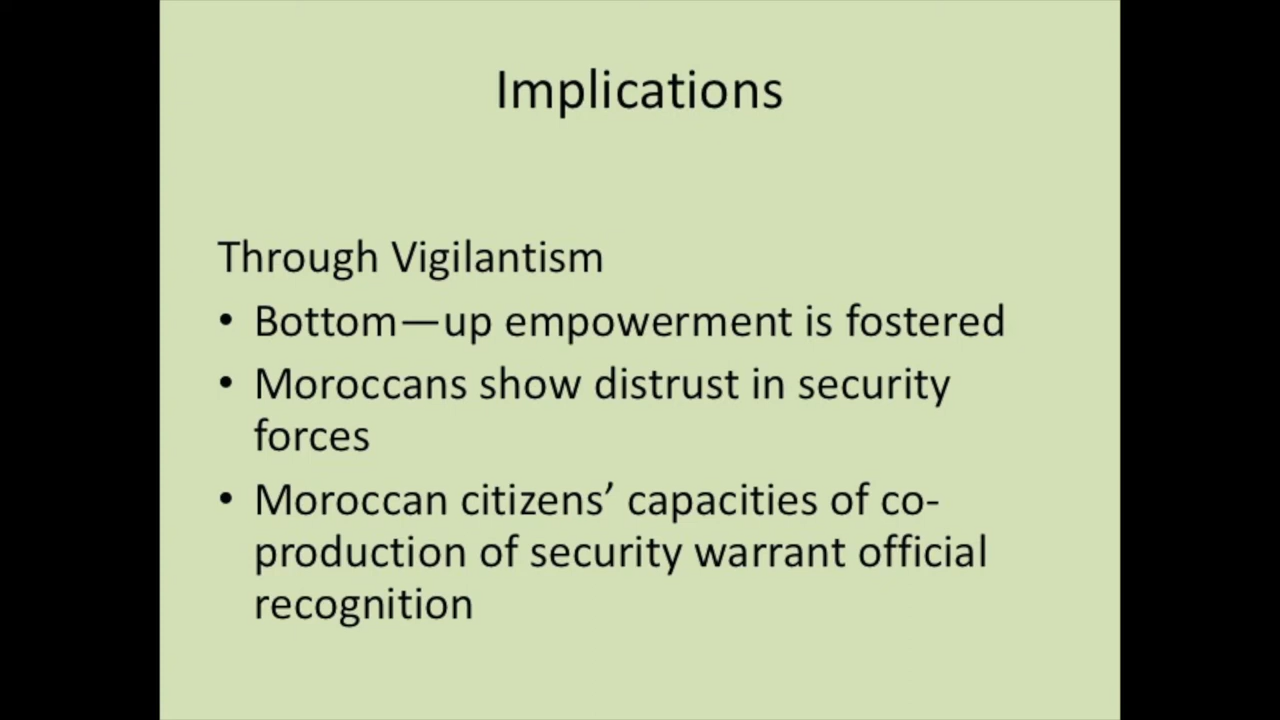 Implications
Through Vigilantism
• Bottom—up empowerment is fostered
• Moroccans show distrust in security
forces
• Moroccan citizens’ capacities of co-
production of security warrant official
recognition